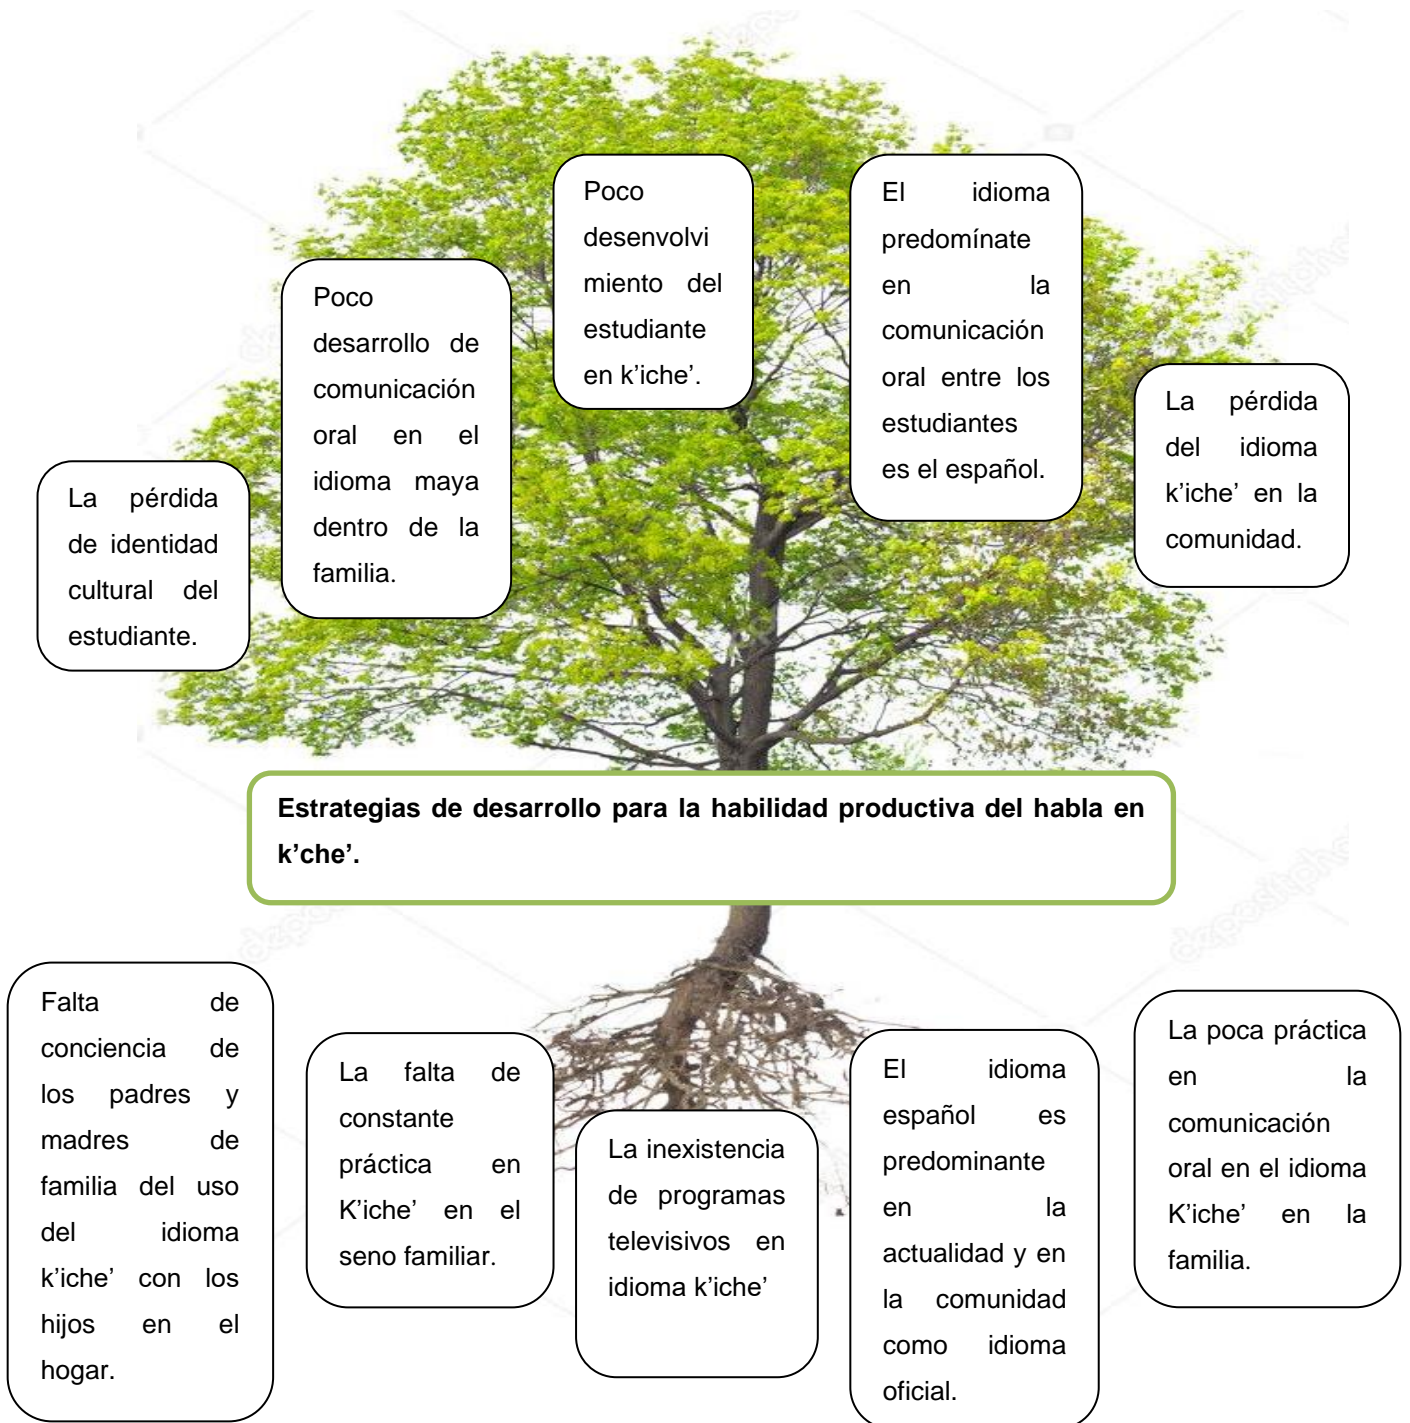 La pérdida
de identidad
cultural del
estudiante.
Poco
desarrollo de
comunicación
oral en el
idioma maya
dentro de la
familia.
Poco
desenvolvi
miento del
estudiante
en k’iche’.
El idioma
predomínate
en la
comunicación
oral entre los
estudiantes
es el español.
La pérdida
del idioma
k’iche’ en la
comunidad.
Estrategias de desarrollo para la habilidad productiva del habla en
k’che’.
Falta de
conciencia de
los padres y
madres de
familia del uso
del idioma
k’iche’ con los
hijos en el
hogar.
La falta de
constante
práctica en
K’iche’ en el
seno familiar.
La inexistencia
de programas
televisivos en
idioma k’iche’
El idioma
español es
predominante
en la
actualidad y en
la comunidad
como idioma
oficial.
La poca práctica
en la
comunicación
oral en el idioma
K’iche’ en la
familia.